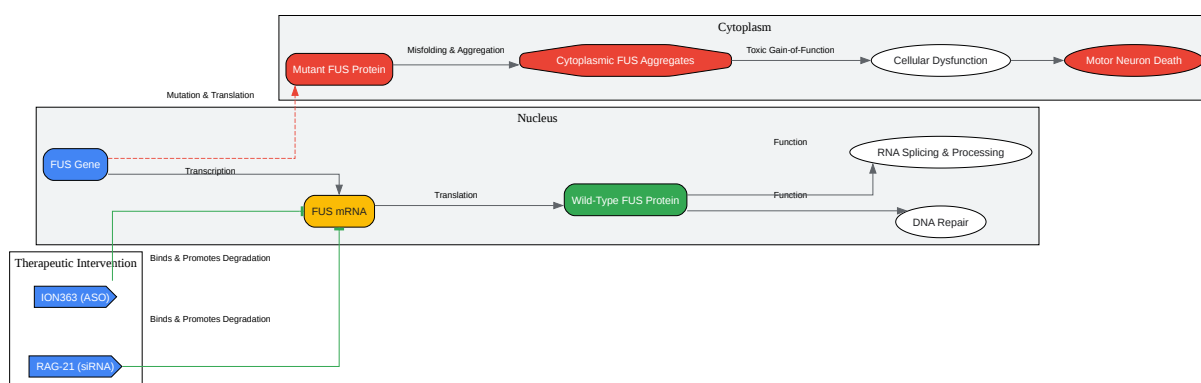 Cytoplasm
Misfolding & Aggregation
Toxic Gain-of-Function
Mutant FUS Protein
Cytoplasmic FUS Aggregates
Cellular Dysfunction
Motor Neuron Death
Mutation & Translation
Nucleus
Function
RNA Splicing & Processing
FUS Gene
Transcription
Translation
Function
Wild-Type FUS Protein
FUS mRNA
DNA Repair
Therapeutic Intervention
Binds & Promotes Degradation
ION363 (ASO)
Binds & Promotes Degradation
RAG-21 (siRNA)